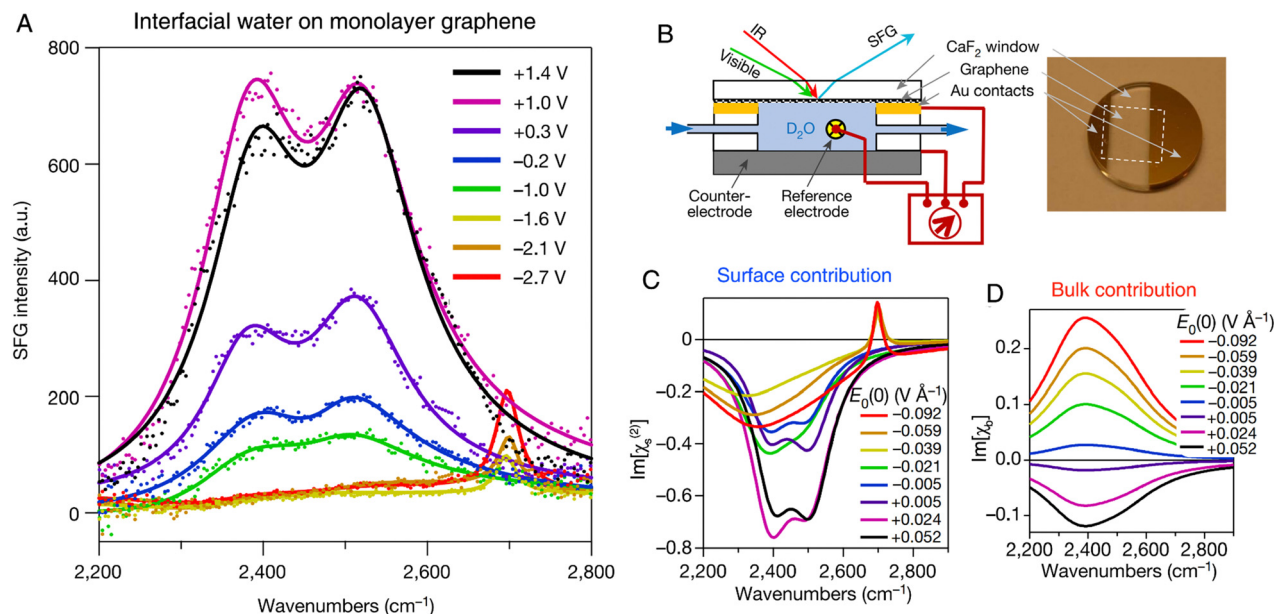 A
Interfacial water on monolayer graphene
800
600
400
200
0
SFG intensity (a.u.)
+1.4 V
+1.0 V
+0.3 V
−0.2 V
−1.0 V
−1.6 V
−2.1 V
−2.7 V
2,200
2,400
2,600
2,800
Wavenumbers (cm⁻¹)
B
IR
Visible
SFG
CaF₂ window
Graphene
Au contacts
D₂O
Counter-
electrode
Reference
electrode
C
Surface contribution
0
−0.2
−0.4
−0.6
−0.8
Im[χₛ⁽²⁾]
E₀(0) (V Å⁻¹)
−0.092
−0.059
−0.039
−0.021
−0.005
+0.005
+0.024
+0.052
2,200
2,400
2,600
2,800
Wavenumbers (cm⁻¹)
D
Bulk contribution
0.2
0.1
0.0
−0.1
Im[χ_b]
E₀(0) (V Å⁻¹)
−0.092
−0.059
−0.039
−0.021
−0.005
+0.005
+0.024
+0.052
2,200
2,400
2,600
2,800
Wavenumbers (cm⁻¹)